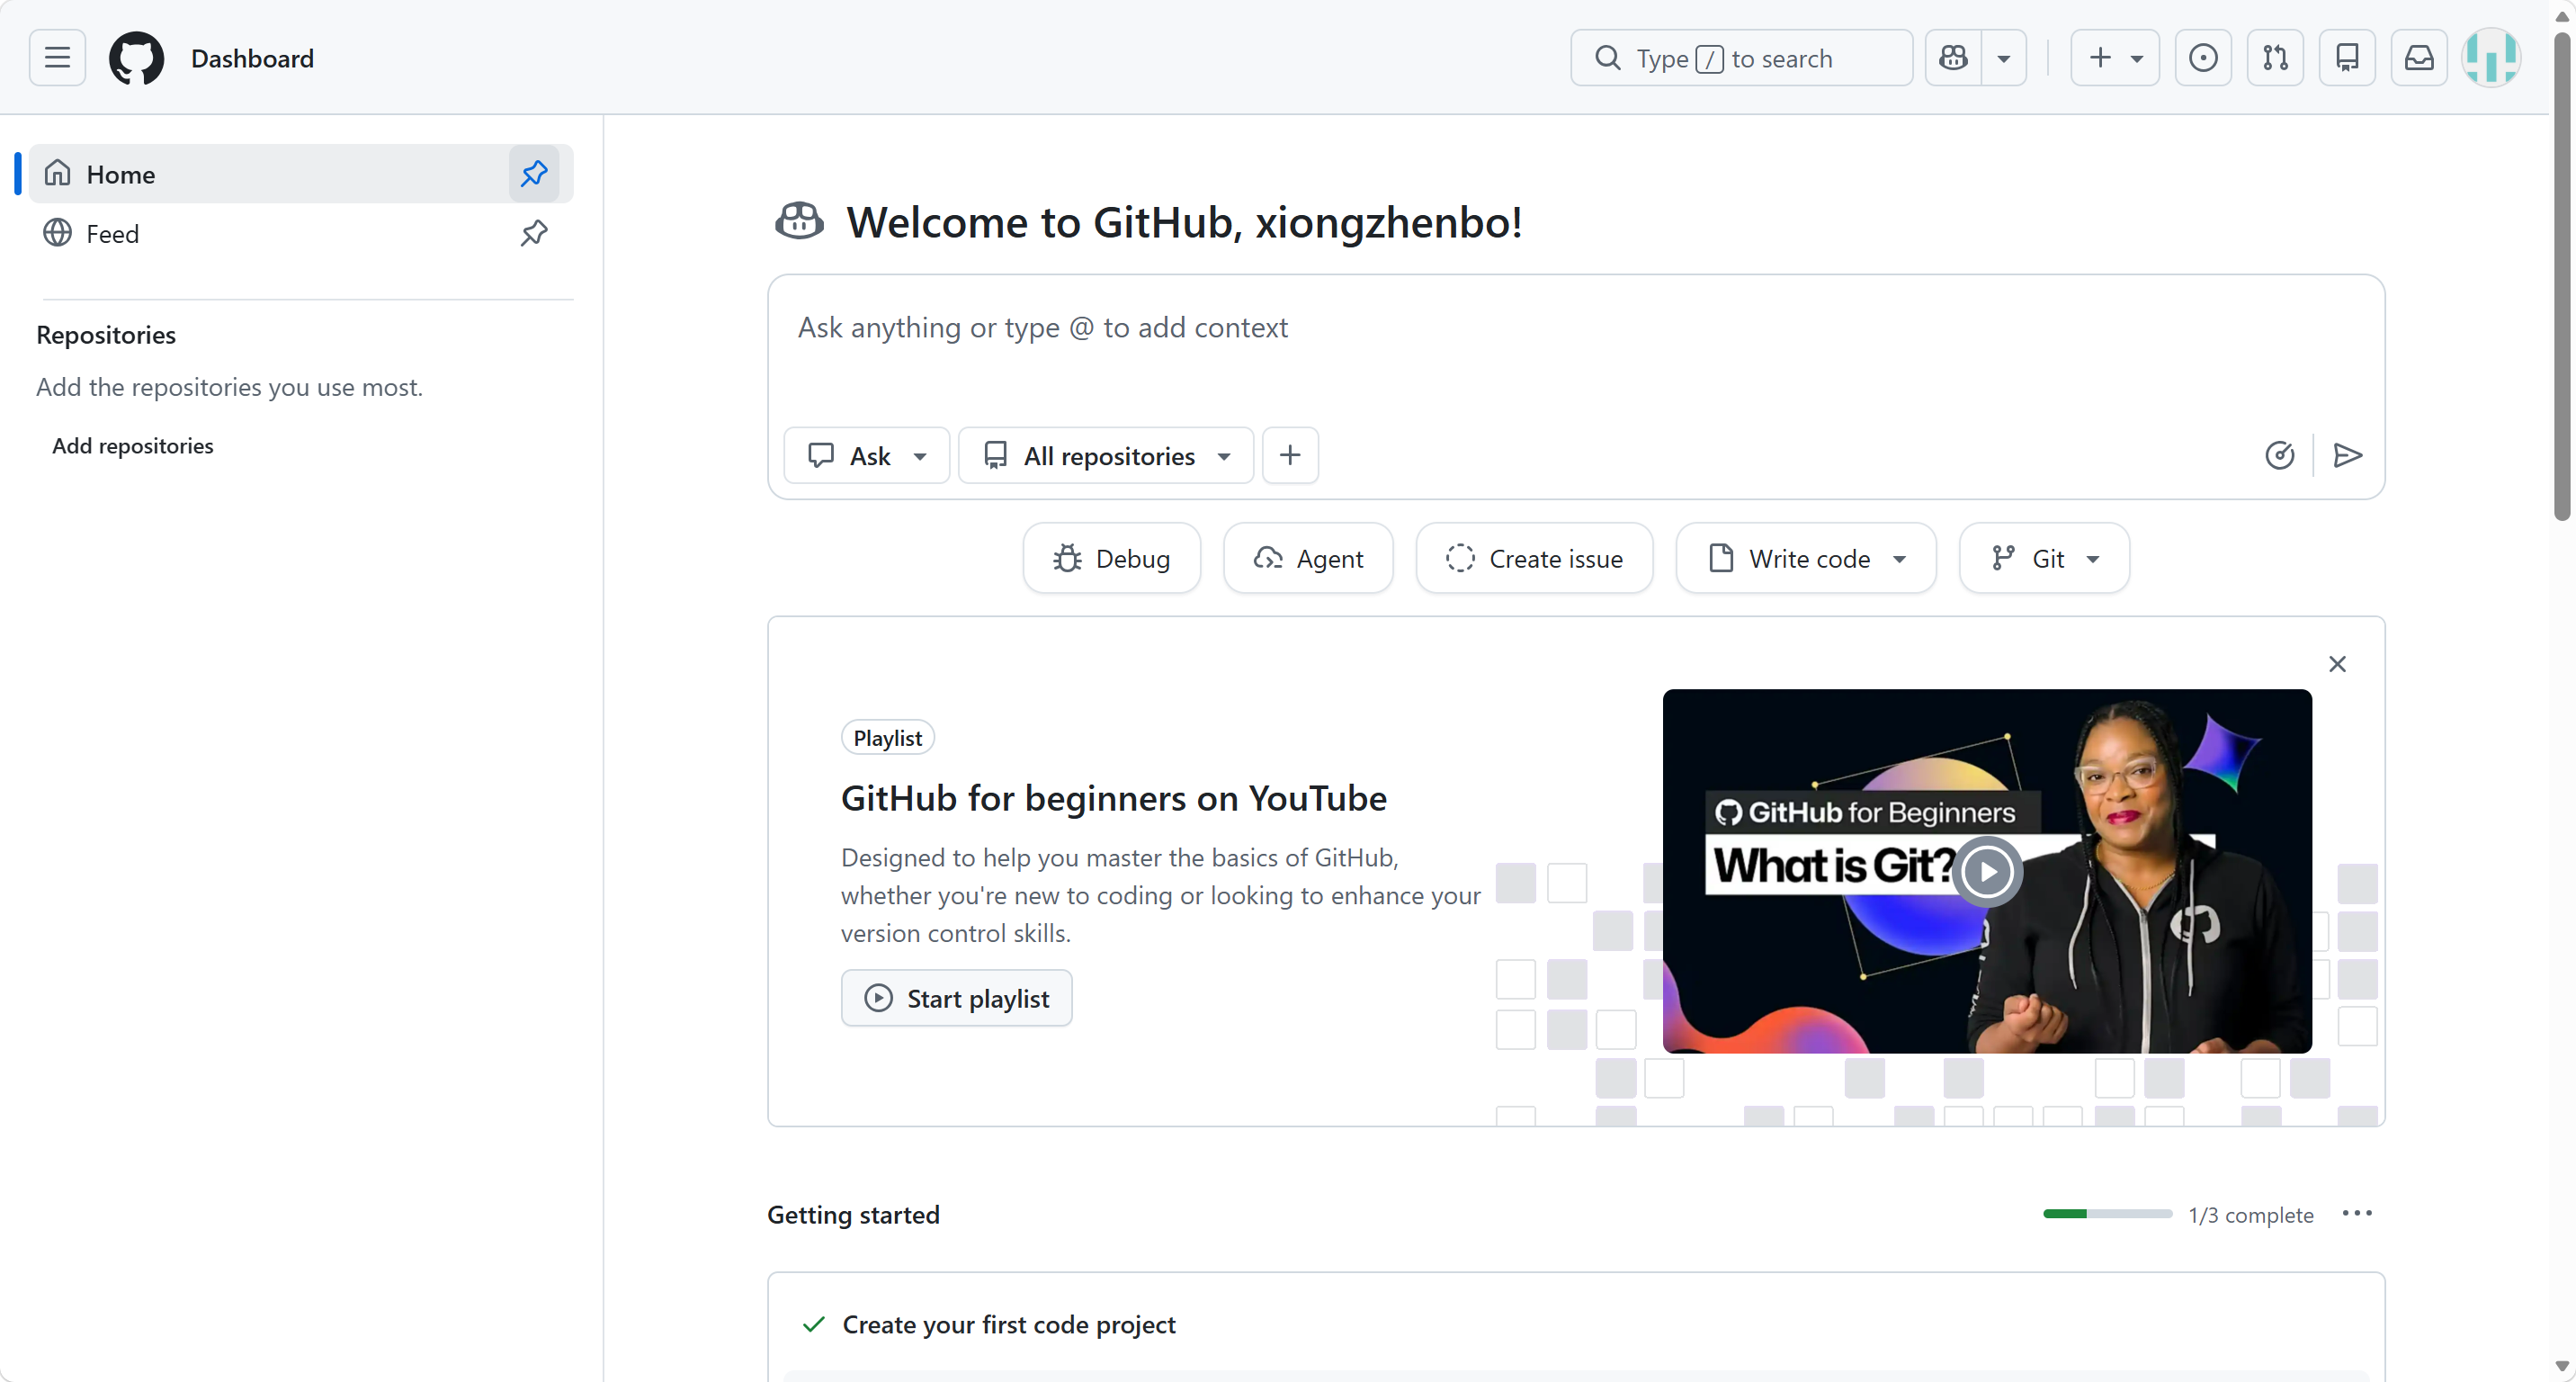 Dashboard
Type / to search
Home
Feed
Repositories
Add the repositories you use most.
Add repositories
Welcome to GitHub, xiongzhenbo!
Ask anything or type @ to add context
Ask
All repositories
Debug
Agent
Create issue
Write code
Git
Playlist
GitHub for beginners on YouTube
Designed to help you master the basics of GitHub,
whether you're new to coding or looking to enhance your
version control skills.
Start playlist
GitHub for Beginners
What is Git?
Getting started
1/3 complete
Create your first code project